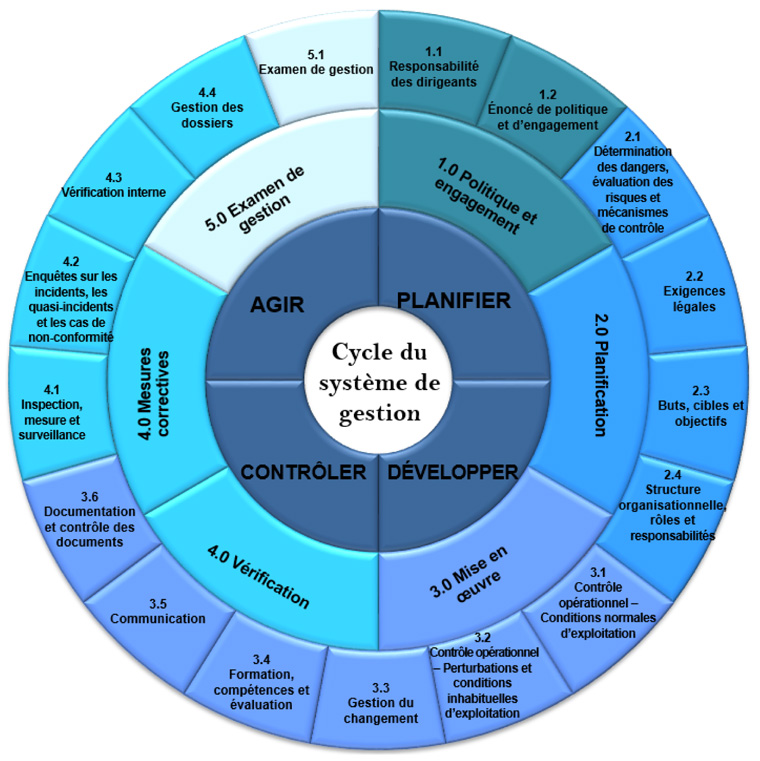 5.1
Examen de gestion
1.1
Responsabilité
des dirigeants
1.2
Énoncé de politique
et d'engagement
2.1
Détermination
des dangers,
évaluation des
risques et
mécanismes
de contrôle
2.2
Exigences
légales
2.3
Buts, cibles et
objectifs
2.4
Structure
organisationnelle,
rôles et
responsabilités
3.1
Contrôle
opérationnel –
Conditions normales
d'exploitation
3.2
Contrôle opérationnel
– Perturbations et
conditions
inhabituelles
d'exploitation
3.3
Gestion du
changement
3.4
Formation,
compétences et
évaluation
3.5
Communication
3.6
Documentation
et contrôle des
documents
4.1
Inspection,
mesure et
surveillance
4.2
Enquêtes sur les
incidents, les
quasi-incidents
et les cas de
non-conformité
4.3
Vérification interne
4.4
Gestion des
dossiers
5.0 Examen de
gestion
1.0 Politique et
engagement
2.0 Planification
3.0 Mise en
œuvre
4.0 Vérification
4.0 Mesures
correctives
AGIR
PLANIFIER
CONTRÔLER
DÉVELOPPER
Cycle du
système de
gestion